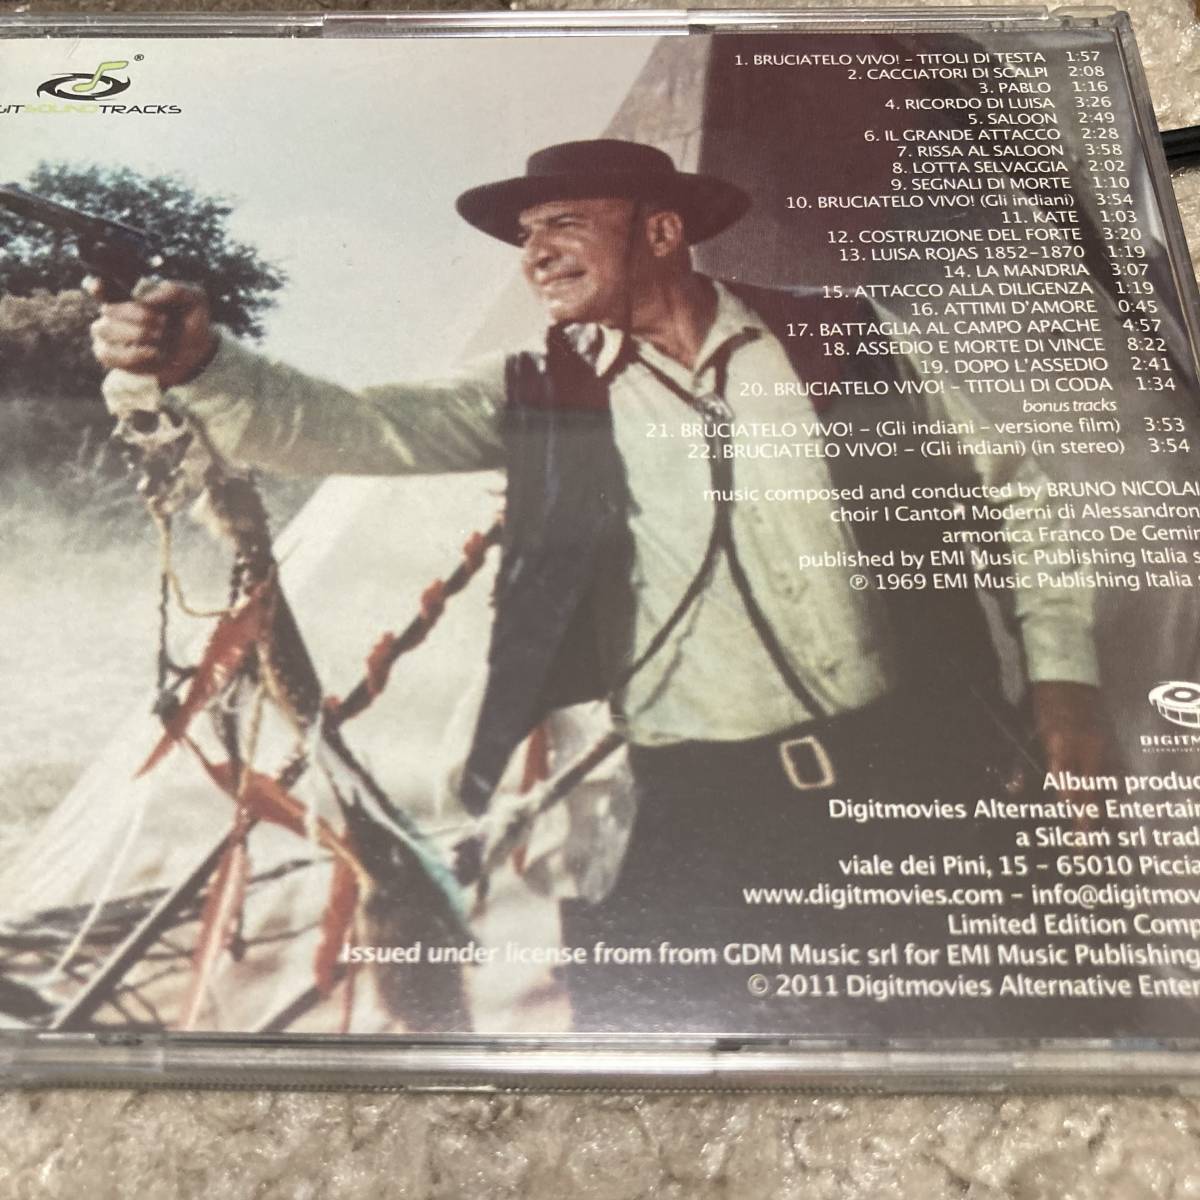 GITSOUNDTRACKS
®
1. BRUCIATELO VIVO! – TITOLI DI TESTA 1:57
2. CACCIATORI DI SCALPI 2:08
3. PABLO 1:16
4. RICORDO DI LUISA 3:26
5. SALOON 2:49
6. IL GRANDE ATTACCO 2:28
7. RISSA AL SALOON 3:58
8. LOTTA SELVAGGIA 2:02
9. SEGNALI DI MORTE 1:10
10. BRUCIATELO VIVO! (Gli indiani) 3:54
11. KATE 1:03
12. COSTRUZIONE DEL FORTE 3:20
13. LUISA ROJAS 1852-1870 1:19
14. LA MANDRIA 3:07
15. ATTACCO ALLA DILIGENZA 1:19
16. ATTIMI D'AMORE 0:45
17. BATTAGLIA AL CAMPO APACHE 4:57
18. ASSEDIO E MORTE DI VINCE 8:22
19. DOPO L'ASSEDIO 2:41
20. BRUCIATELO VIVO! – TITOLI DI CODA 1:34
bonus tracks
21. BRUCIATELO VIVO! – (Gli indiani – versione film) 3:53
22. BRUCIATELO VIVO! – (Gli indiani) (in stereo) 3:54
music composed and conducted by BRUNO NICOLAI
choir I Cantori Moderni di Alessandron
armonica Franco De Gemin
published by EMI Music Publishing Italia s
℗ 1969 EMI Music Publishing Italia
DIGITM
Album produc
Digitmovies Alternative Entertain
a Silcam srl trad
viale dei Pini, 15 – 65010 Piccia
www.digitmovies.com – info@digitmov
Limited Edition Comp
Issued under license from from GDM Music srl for EMI Music Publishing
© 2011 Digitmovies Alternative Enter